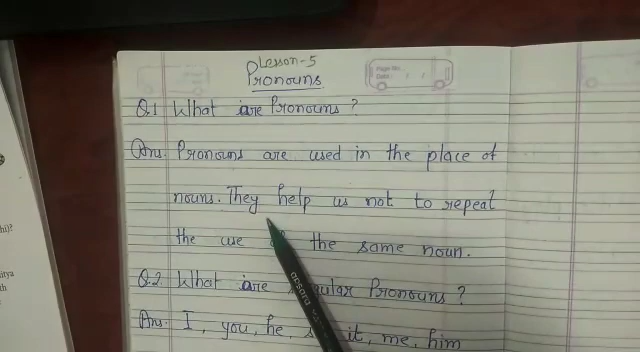 Lesson-5
Pronouns
Q.1 What are Pronouns?
Ans. Pronouns are used in the place of
nouns. They help us not to repeat
the use the same noun.
Q.2. What are Pronouns?
Ans. I, you, he, it, me, him
apsara